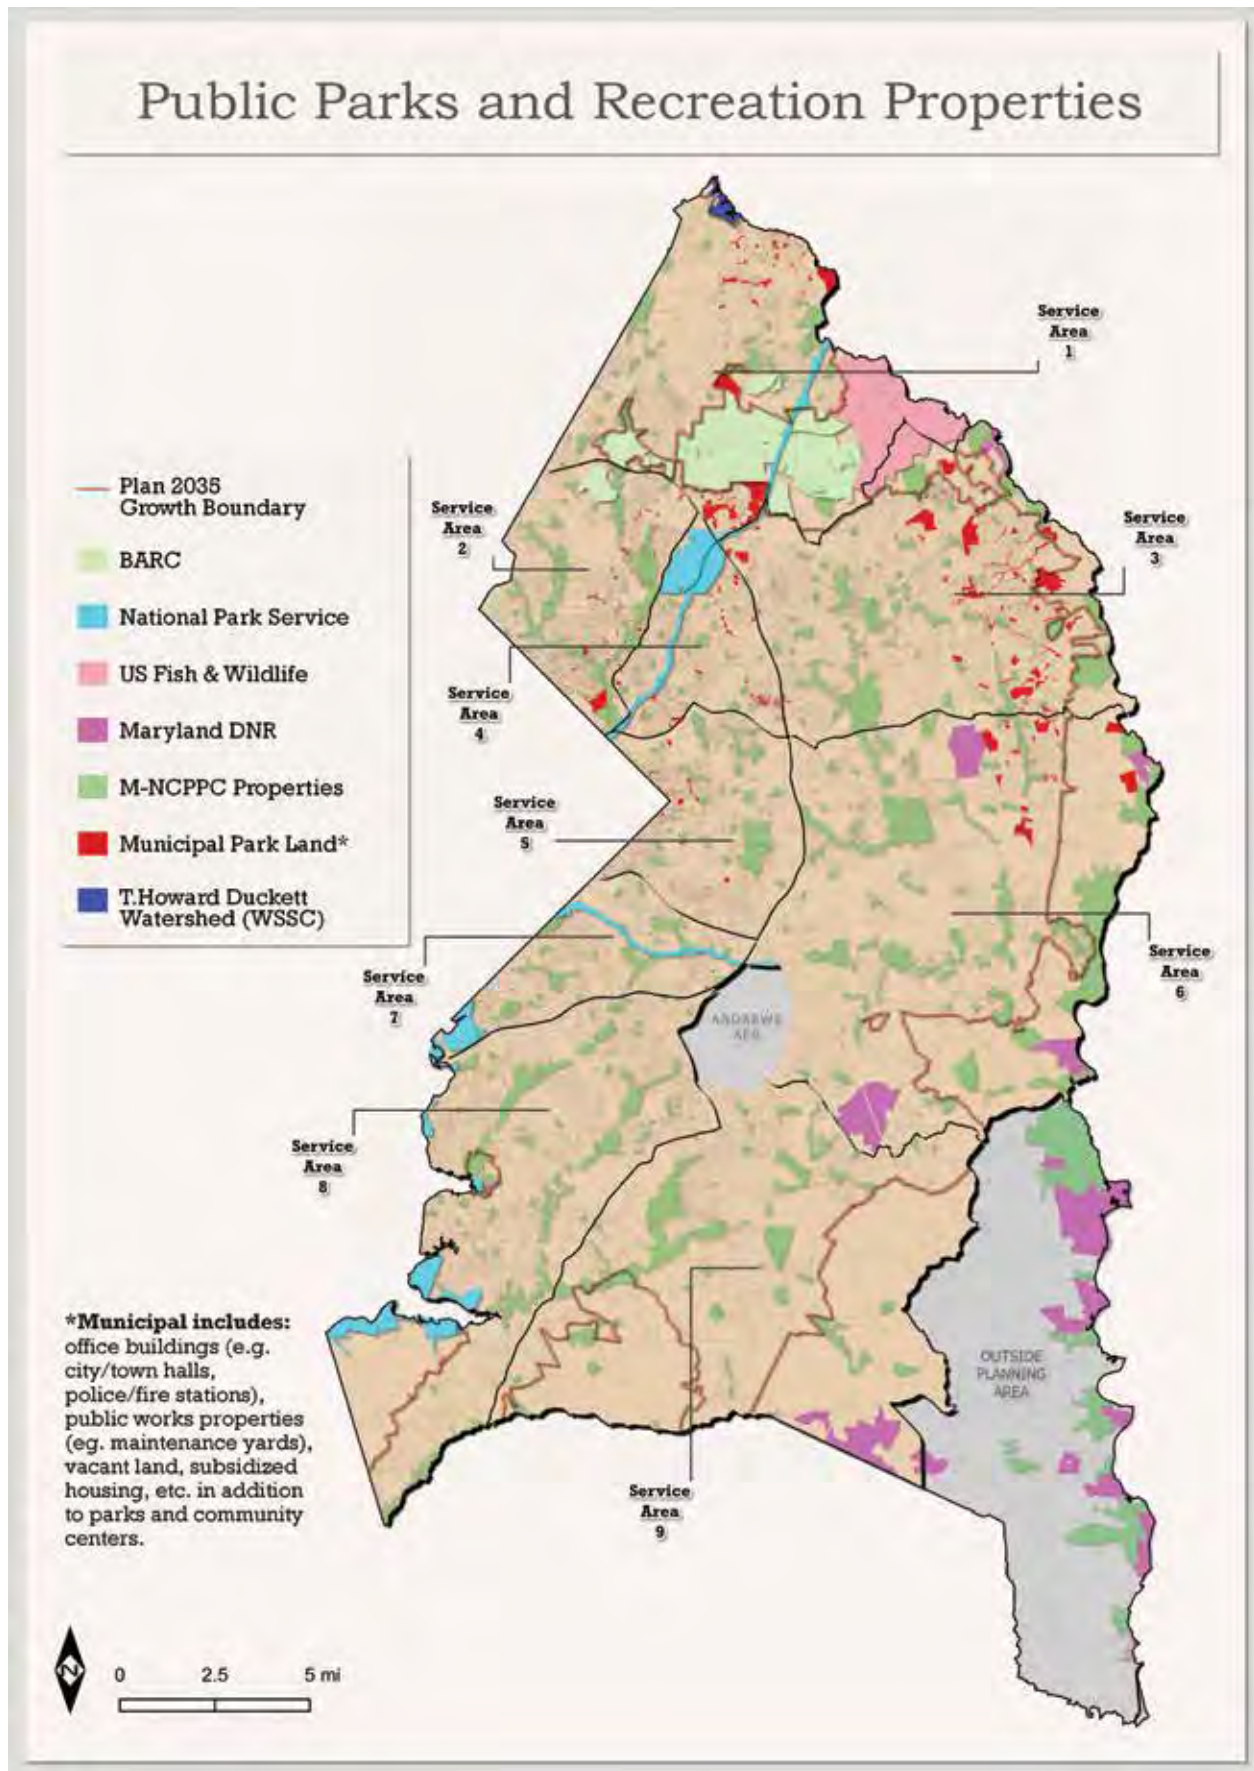 Public Parks and Recreation Properties
Service
Area
1
Plan 2035
Growth Boundary
BARC
National Park Service
US Fish & Wildlife
Maryland DNR
M-NCPPC Properties
Municipal Park Land*
T.Howard Duckett
Watershed (WSSC)
Service
Area
2
Service
Area
3
Service
Area
4
Service
Area
5
Service
Area
6
Service
Area
7
ANDREWS
AFB
Service
Area
8
*Municipal includes:
office buildings (e.g.
city/town halls,
police/fire stations),
public works properties
(eg. maintenance yards),
vacant land, subsidized
housing, etc. in addition
to parks and community
centers.
OUTSIDE
PLANNING
AREA
Service
Area
9
N
0 2.5 5 mi